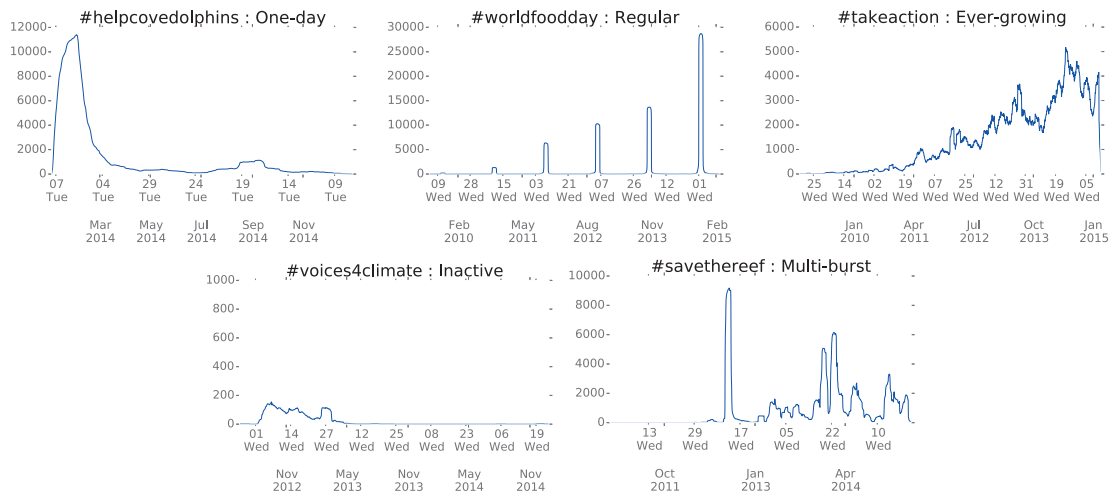 #helpcovedolphins : One-day
12000
10000
8000
6000
4000
2000
0
07 04 29 24 19 14 09
Tue Tue Tue Tue Tue Tue Tue
Mar May Jul Sep Nov
2014 2014 2014 2014 2014
#worldfoodday : Regular
30000
25000
20000
15000
10000
5000
0
09 28 15 03 21 07 26 12 01
Wed Wed Wed Wed Wed Wed Wed Wed Wed
Feb May Aug Nov Feb
2010 2011 2012 2013 2015
#takeaction : Ever-growing
6000
5000
4000
3000
2000
1000
0
25 14 02 19 07 25 12 31 19 05
Wed Wed Wed Wed Wed Wed Wed Wed Wed Wed
Jan Apr Jul Oct Jan
2010 2011 2012 2013 2015
#voices4climate : Inactive
1000
800
600
400
200
0
01 14 27 12 25 08 23 06 19
Wed Wed Wed Wed Wed Wed Wed Wed Wed
Nov May Nov May Nov
2012 2013 2013 2014 2014
#savethereef : Multi-burst
10000
8000
6000
4000
2000
0
13 29 17 05 22 10
Wed Wed Wed Wed Wed Wed
Oct Jan Apr
2011 2013 2014